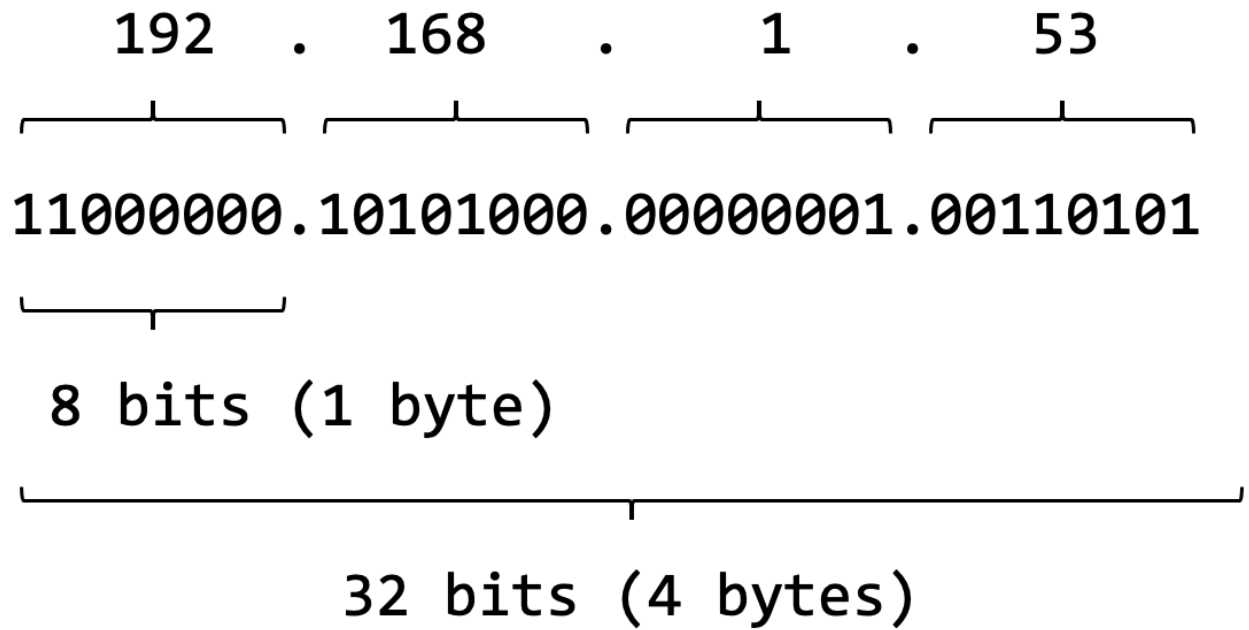 192 . 168 . 1 . 53
11000000.10101000.00000001.00110101
8 bits (1 byte)
32 bits (4 bytes)